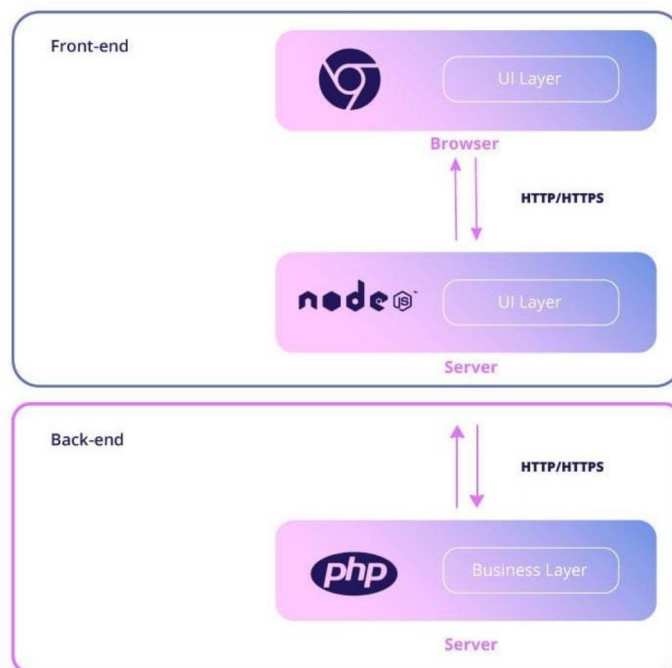 Front-end
UI Layer
Browser
HTTP/HTTPS
node JS™
UI Layer
Server
Back-end
HTTP/HTTPS
php
Business Layer
Server